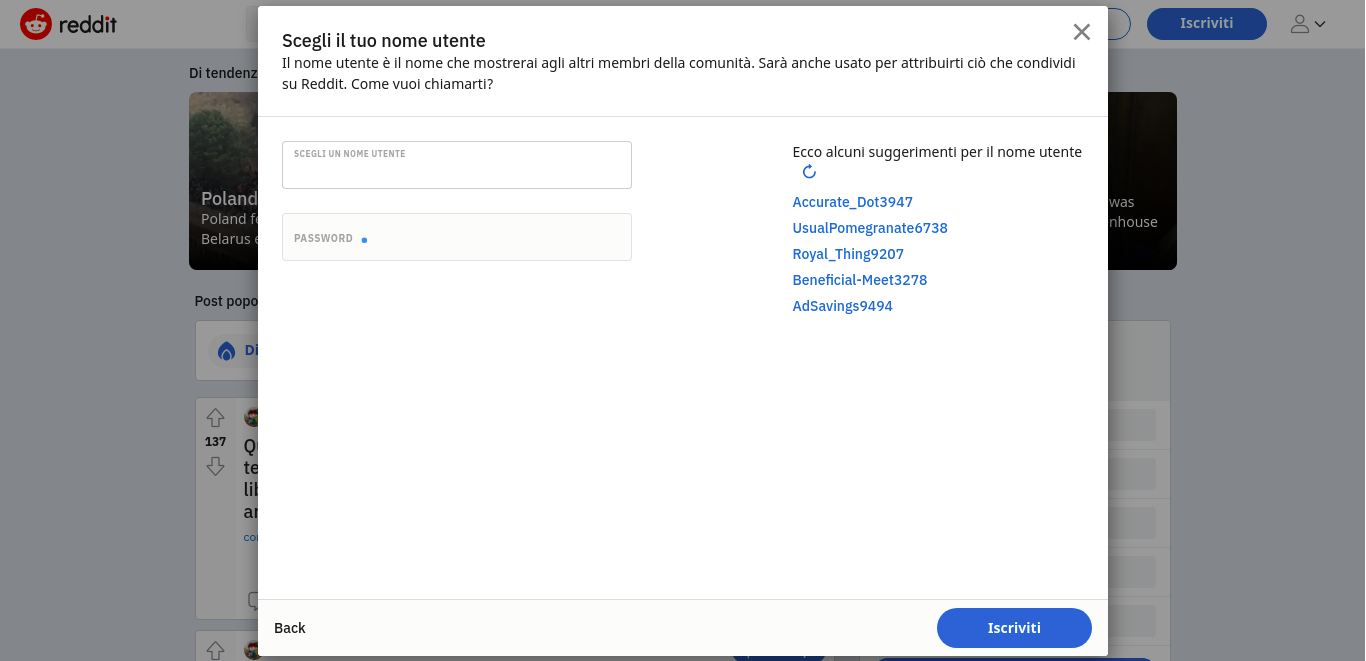 reddit
Iscriviti
Di tendenz
Poland
Poland fe
Belarus e
was
nhouse
Post popo
Di
137
Qu
te
lib
ar
co
Scegli il tuo nome utente
Il nome utente è il nome che mostrerai agli altri membri della comunità. Sarà anche usato per attribuirti ciò che condividi
su Reddit. Come vuoi chiamarti?
SCEGLI UN NOME UTENTE
PASSWORD
Ecco alcuni suggerimenti per il nome utente
Accurate_Dot3947
UsualPomegranate6738
Royal_Thing9207
Beneficial-Meet3278
AdSavings9494
Back
Iscriviti